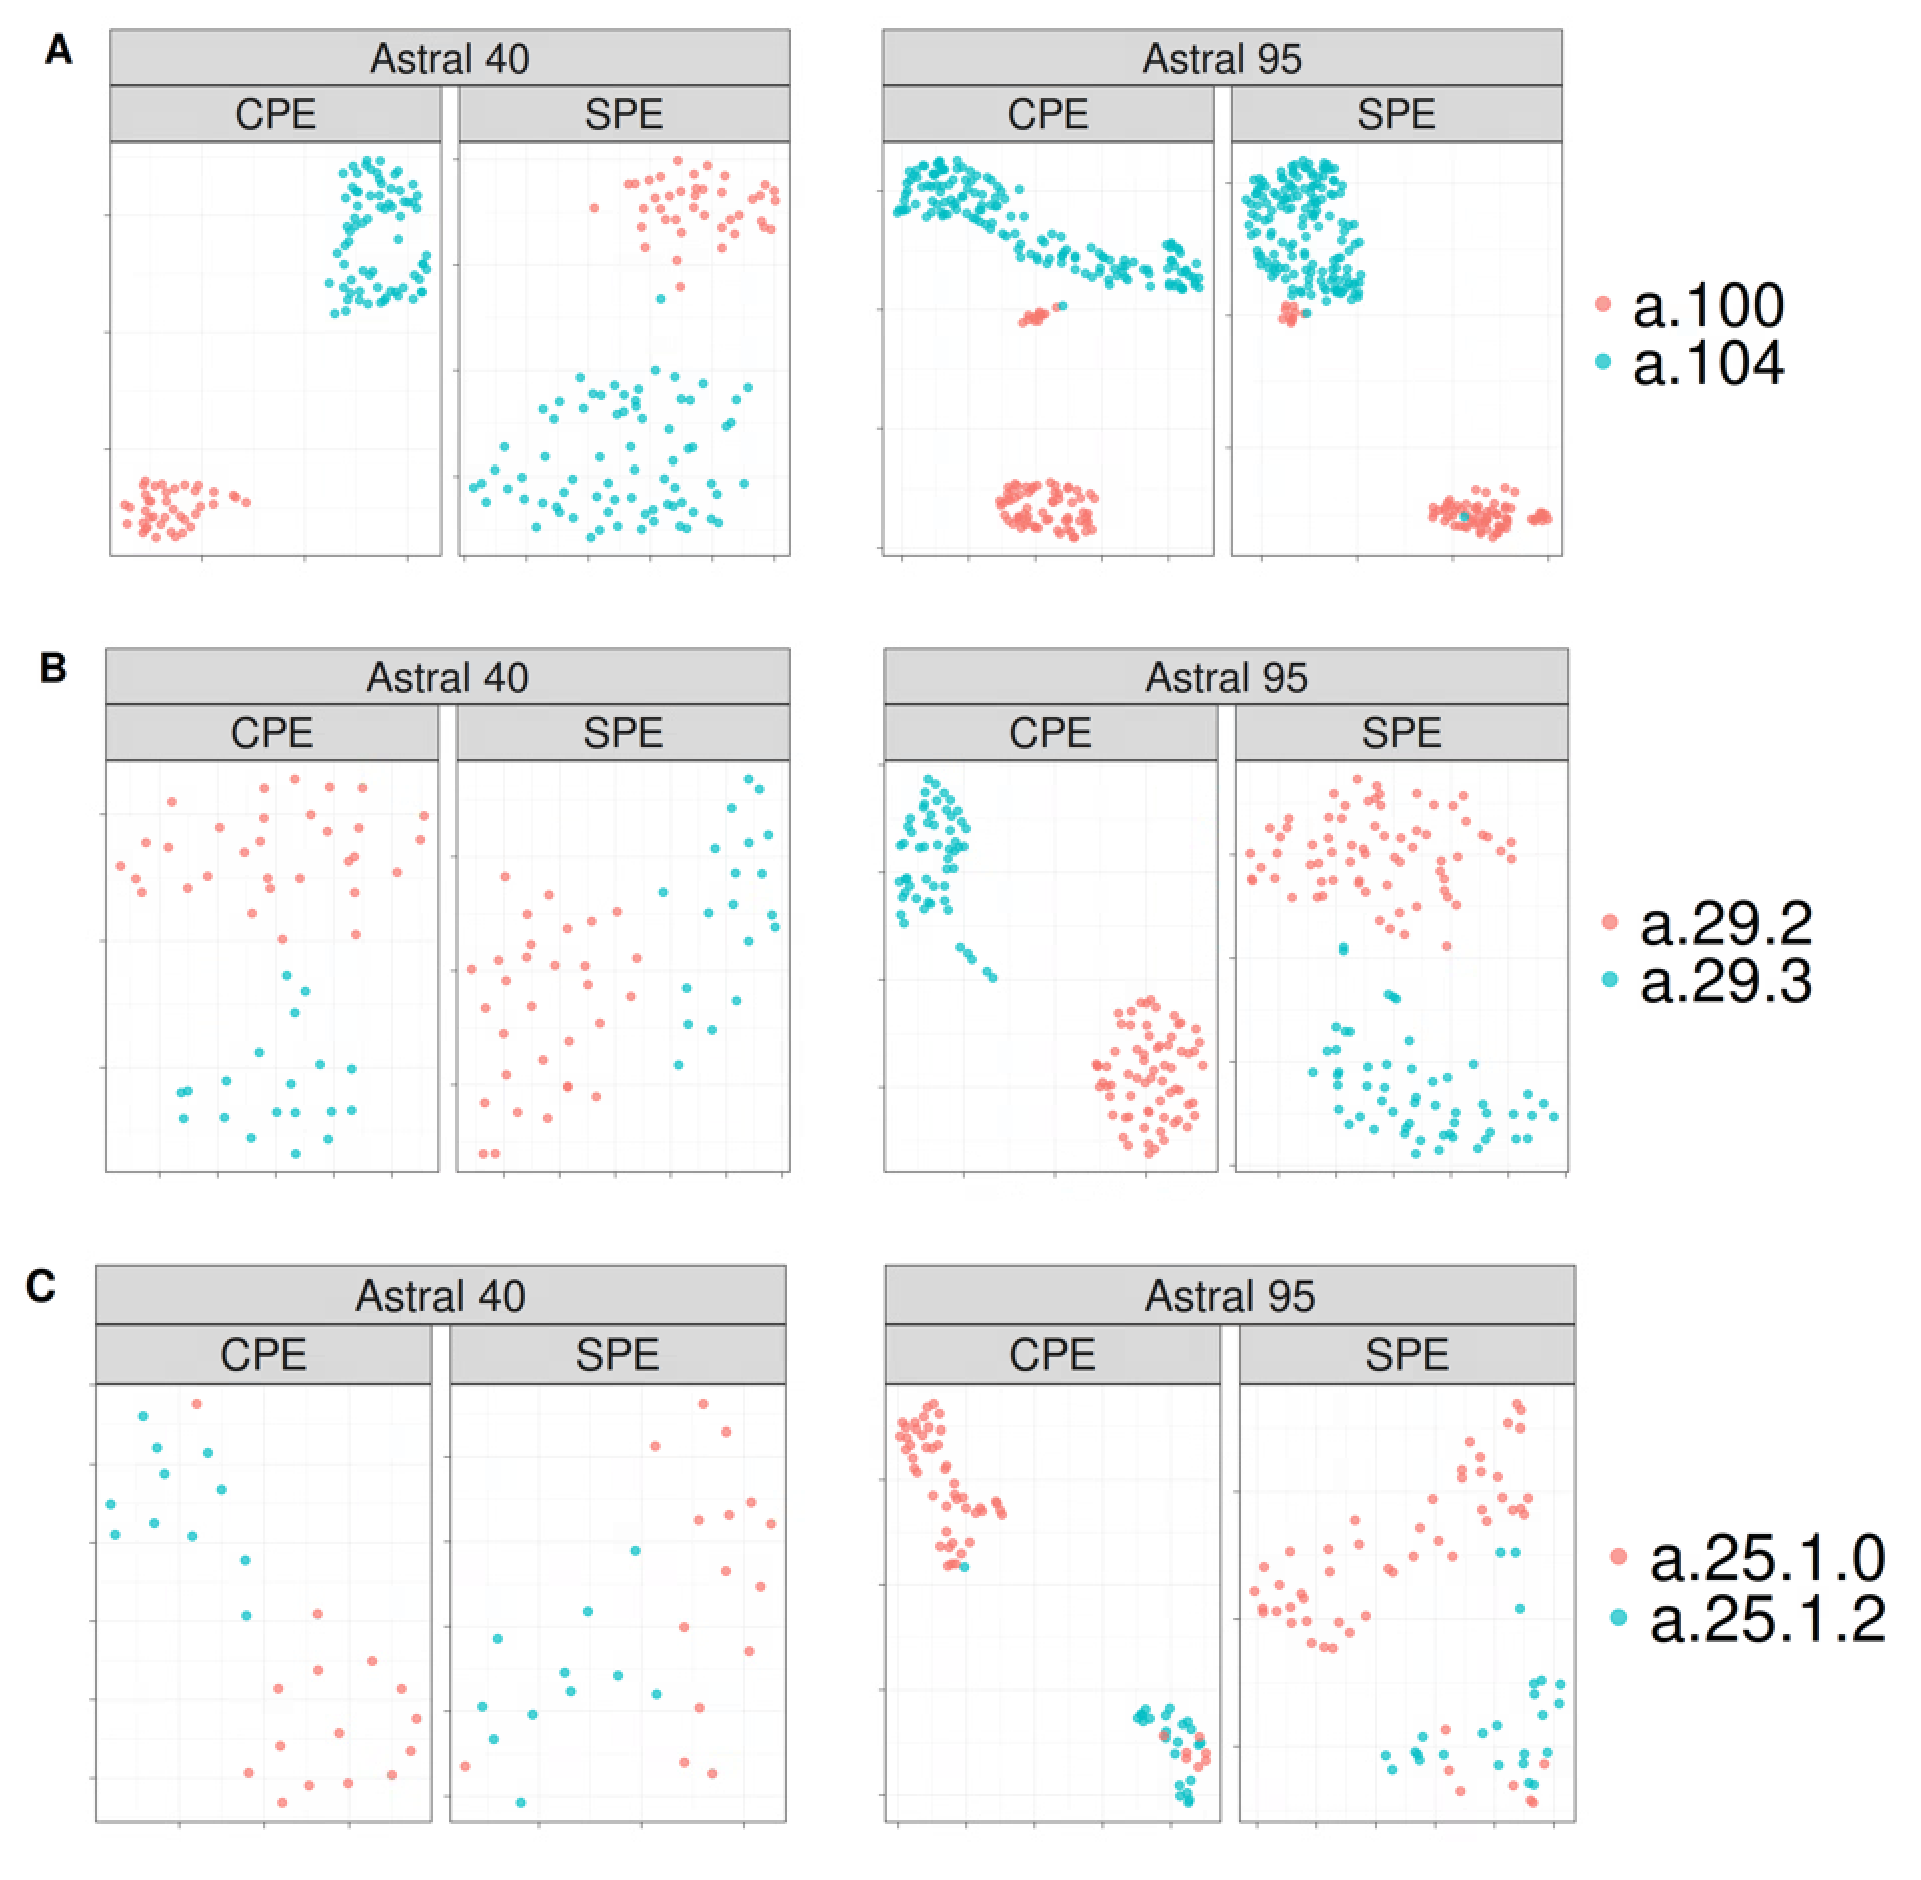 A
Astral 40
Astral 95
CPE
SPE
CPE
SPE
a.100
a.104
B
Astral 40
Astral 95
CPE
SPE
CPE
SPE
a.29.2
a.29.3
C
Astral 40
Astral 95
CPE
SPE
CPE
SPE
a.25.1.0
a.25.1.2